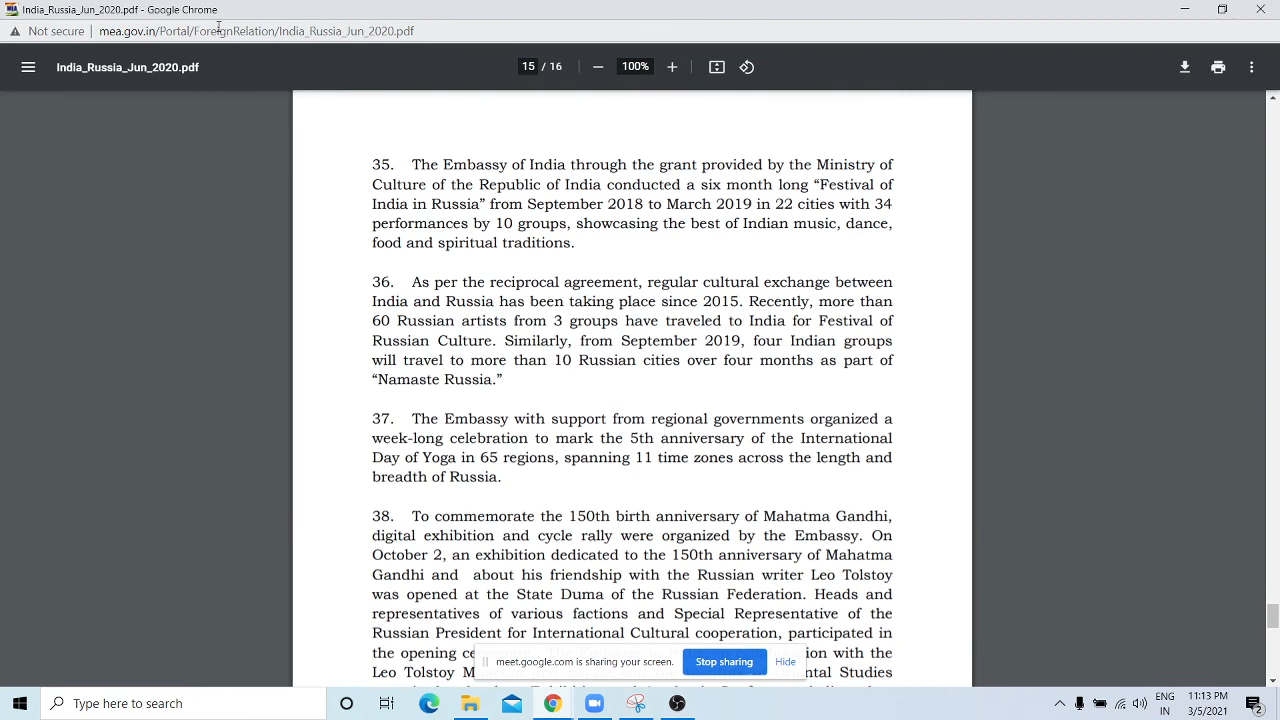 India_Russia_Jun_2020.pdf - Google Chrome
Not secure | mea.gov.in/Portal/ForeignRelation/India_Russia_Jun_2020.pdf
India_Russia_Jun_2020.pdf 15 / 16 100%
35. The Embassy of India through the grant provided by the Ministry of
Culture of the Republic of India conducted a six month long “Festival of
India in Russia” from September 2018 to March 2019 in 22 cities with 34
performances by 10 groups, showcasing the best of Indian music, dance,
food and spiritual traditions.
36. As per the reciprocal agreement, regular cultural exchange between
India and Russia has been taking place since 2015. Recently, more than
60 Russian artists from 3 groups have traveled to India for Festival of
Russian Culture. Similarly, from September 2019, four Indian groups
will travel to more than 10 Russian cities over four months as part of
“Namaste Russia.”
37. The Embassy with support from regional governments organized a
week-long celebration to mark the 5th anniversary of the International
Day of Yoga in 65 regions, spanning 11 time zones across the length and
breadth of Russia.
38. To commemorate the 150th birth anniversary of Mahatma Gandhi,
digital exhibition and cycle rally were organized by the Embassy. On
October 2, an exhibition dedicated to the 150th anniversary of Mahatma
Gandhi and about his friendship with the Russian writer Leo Tolstoy
was opened at the State Duma of the Russian Federation. Heads and
representatives of various factions and Special Representative of the
Russian President for International Cultural cooperation, participated in
the opening with the
Leo Tolstoy Studies
meet.google.com is sharing your screen. Stop sharing Hide
Type here to search
ENG
IN
11:13 PM
3/5/2021
2